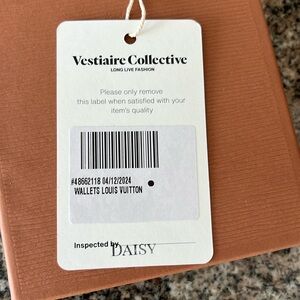 Vestiaire Collective
LONG LIVE FASHION
Please only remove
this label when satisfied with your
item's quality
#48662118 04/12/2024
WALLETS LOUIS VUITTON
Inspected by DAISY